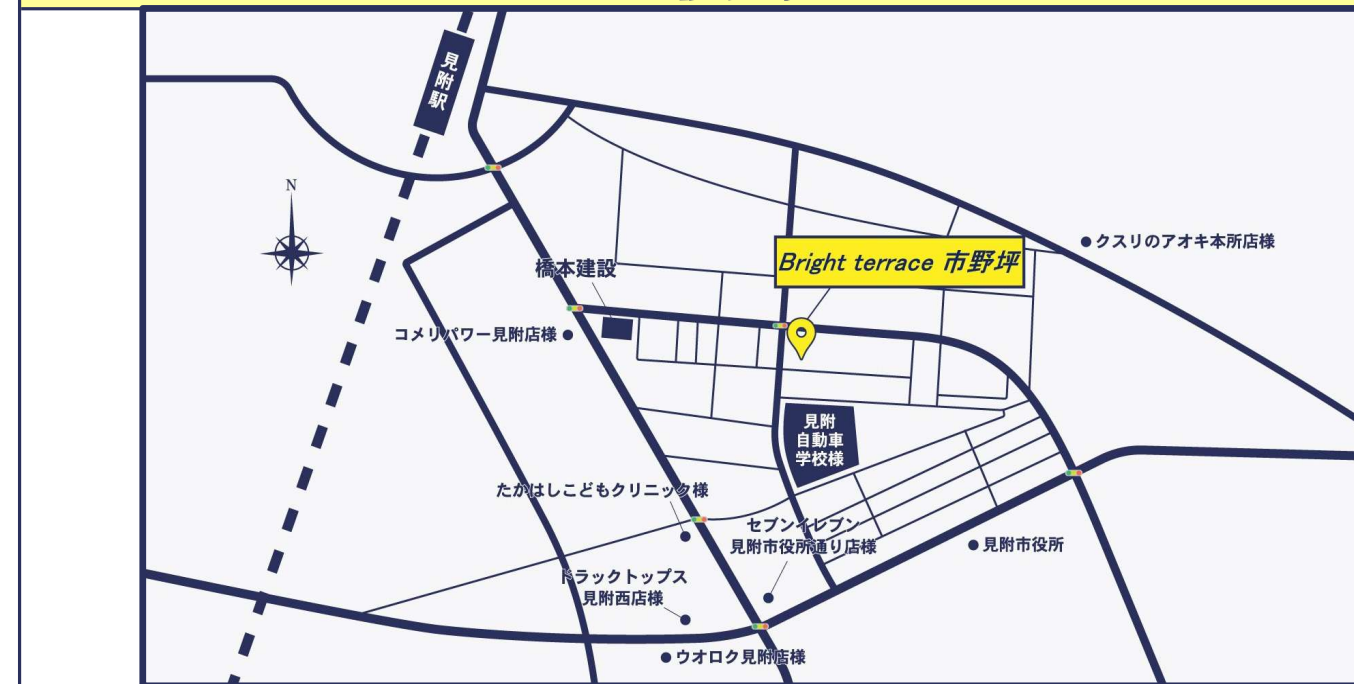 見附駅
N
クスリのアオキ本所店様
Bright terrace 市野坪
橋本建設
コメリパワー見附店様
見附
自動車
学校様
たかはしこどもクリニック様
セブンイレブン
見附市役所通り店様
見附市役所
ドラックトップス
見附西店様
ウオロク見附店様